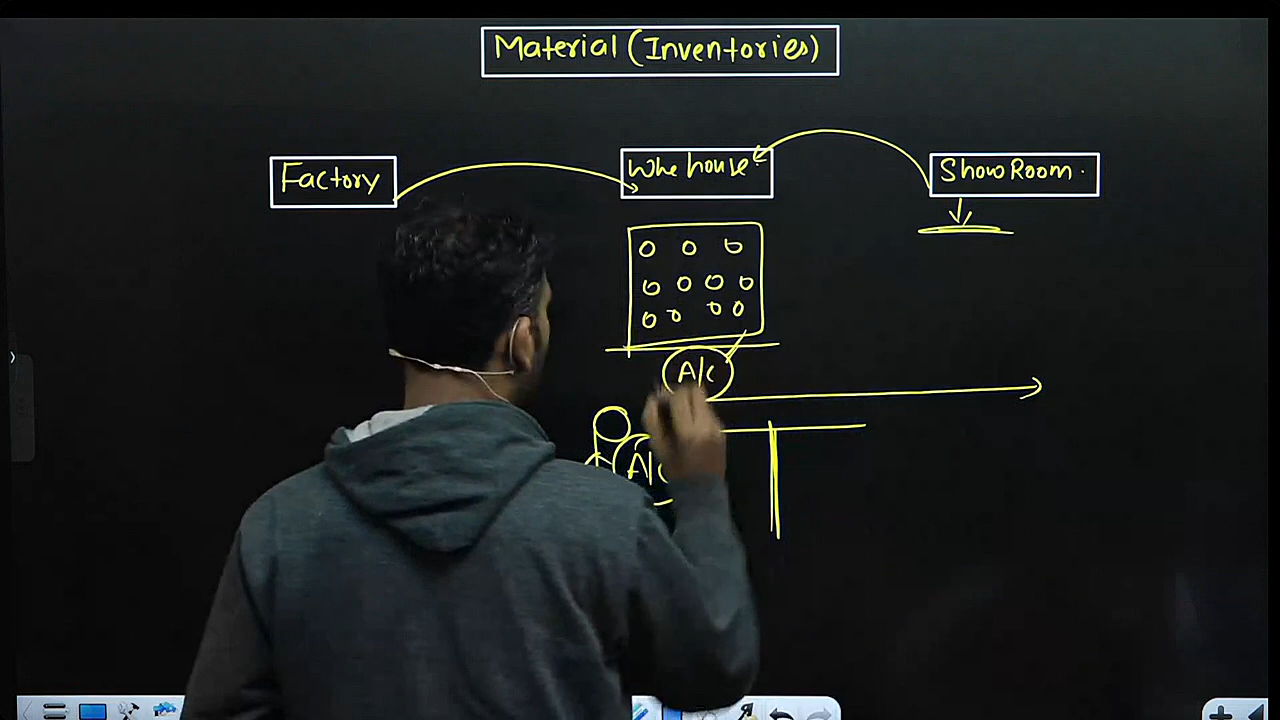 Material (Inventories)
Factory
Whe house
Show Room.
A/c
A/c